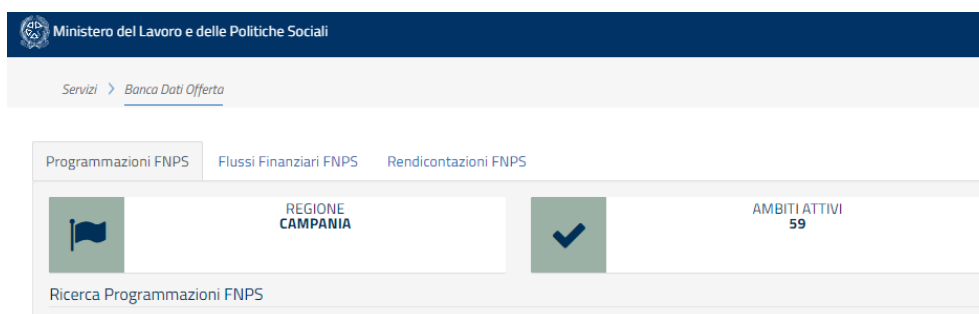 Ministero del Lavoro e delle Politiche Sociali
Servizi > Banca Dati Offerta
Programmazioni FNPS Flussi Finanziari FNPS Rendicontazioni FNPS
REGIONE
CAMPANIA
AMBITI ATTIVI
59
Ricerca Programmazioni FNPS